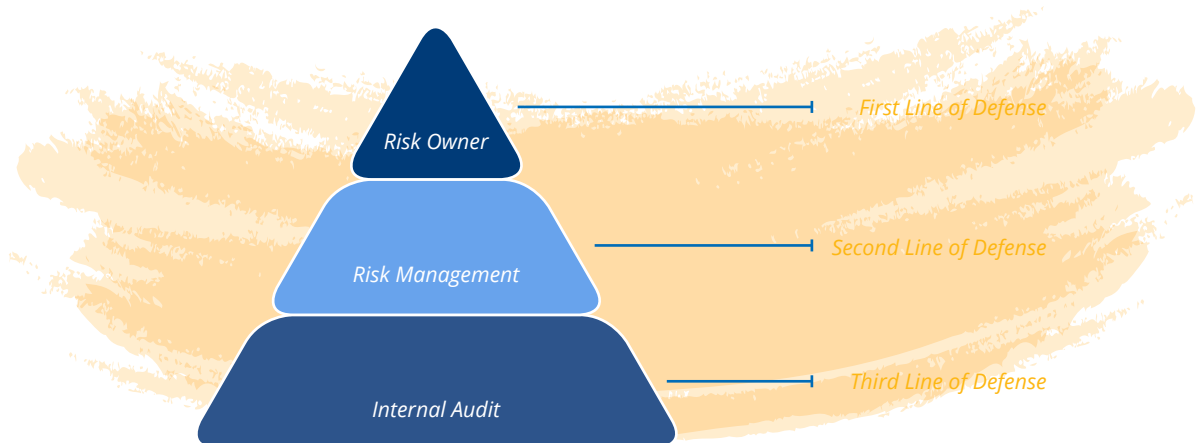 First Line of Defense
Risk Owner
Second Line of Defense
Risk Management
Third Line of Defense
Internal Audit